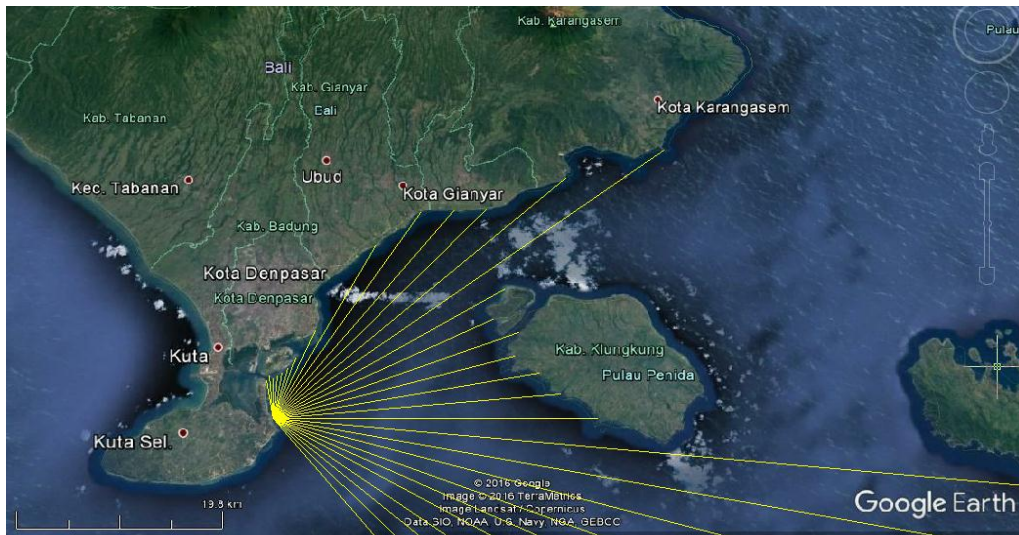 Kab. Karangasem
Pulau
Bali
Kab. Gianyar
Bali
Kab. Tabanan
Kota Karangasem
Ubud
Kec. Tabanan
Kota Gianyar
Kab. Badung
Kota Denpasar
Kota Denpasar
Kuta
Kab. Klungkung
Pulau Penida
Kuta Sel.
19.8 km
© 2016 Google
Image © 2016 TerraMetrics
Image Landsat / Copernicus
Data SIO, NOAA, U.S. Navy, NGA, GEBCO
Google Earth